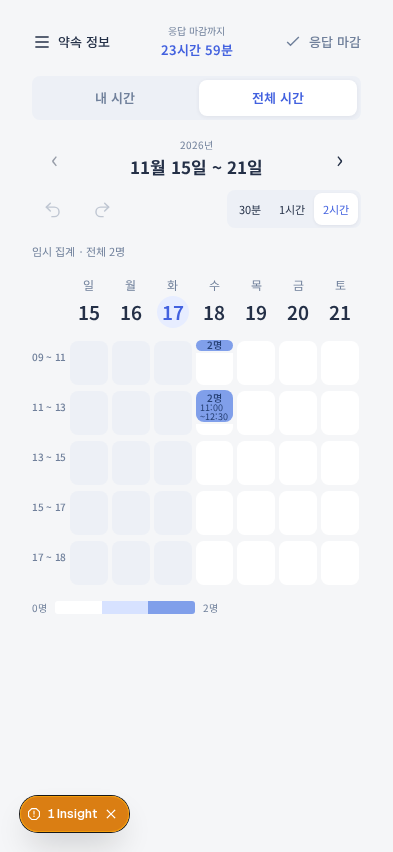 약속 정보
응답 마감까지
23시간 59분
응답 마감
내 시간
전체 시간
2026년
11월 15일 ~ 21일
30분
1시간
2시간
임시 집계 · 전체 2명
일 월 화 수 목 금 토
15 16 17 18 19 20 21
09 ~ 11
2명
11 ~ 13
2명
11:00
~12:30
13 ~ 15
15 ~ 17
17 ~ 18
0명
2명
1 Insight